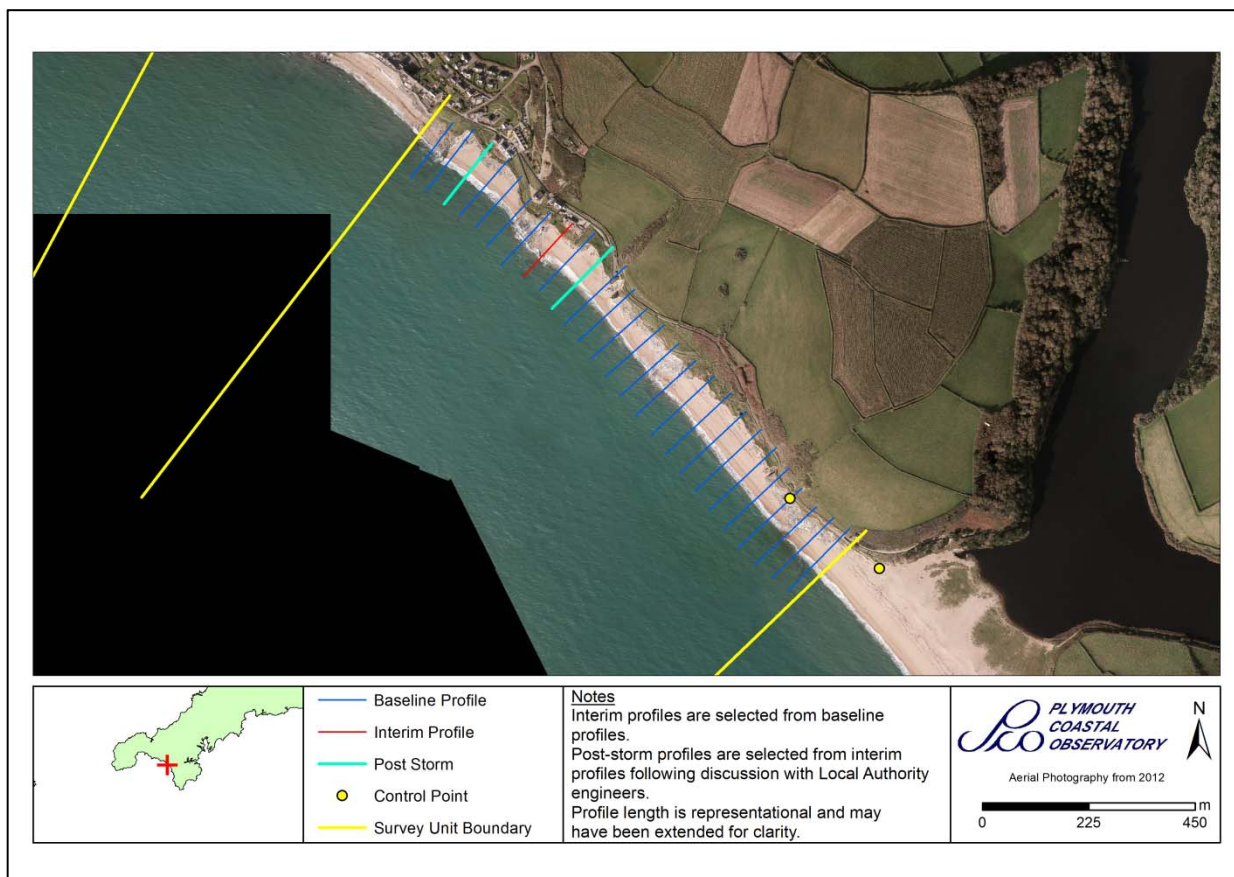 Baseline Profile
Interim Profile
Post Storm
Control Point
Survey Unit Boundary
Notes
Interim profiles are selected from baseline
profiles.
Post-storm profiles are selected from interim
profiles following discussion with Local Authority
engineers.
Profile length is representational and may
have been extended for clarity.
PCO
PLYMOUTH
COASTAL
OBSERVATORY
N
Aerial Photography from 2012
m
0 225 450